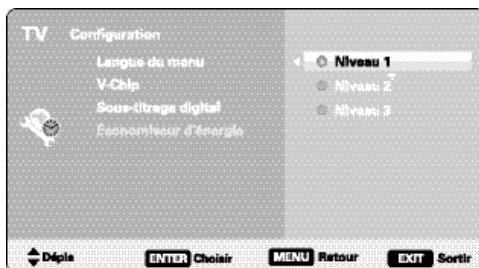 TV Configuration
Langue du menu
V-Chip
Sous-titrage digital
Économiseur d'énergie
Niveau 1
Niveau 2
Niveau 3
Dépla ENTER Choisir MENU Retour EXIT Sortir